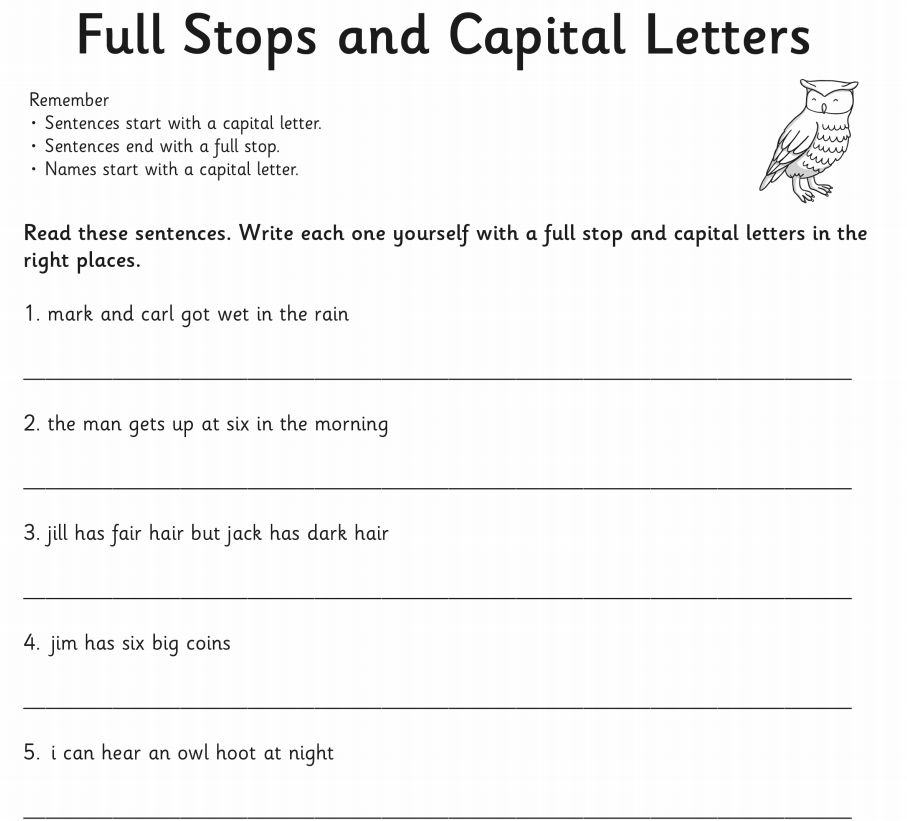 Full Stops and Capital Letters
Remember
• Sentences start with a capital letter.
• Sentences end with a full stop.
• Names start with a capital letter.
Read these sentences. Write each one yourself with a full stop and capital letters in the
right places.
1. mark and carl got wet in the rain
2. the man gets up at six in the morning
3. jill has fair hair but jack has dark hair
4. jim has six big coins
5. i can hear an owl hoot at night